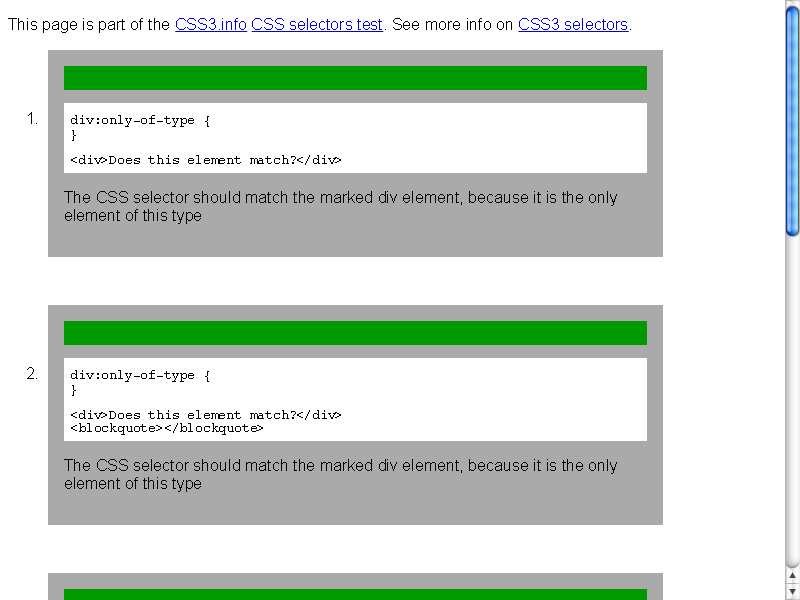 This page is part of the CSS3.info CSS selectors test. See more info on CSS3 selectors.
1.
div:only-of-type {
}
<div>Does this element match?</div>
The CSS selector should match the marked div element, because it is the only
element of this type
2.
div:only-of-type {
}
<div>Does this element match?</div>
<blockquote></blockquote>
The CSS selector should match the marked div element, because it is the only
element of this type